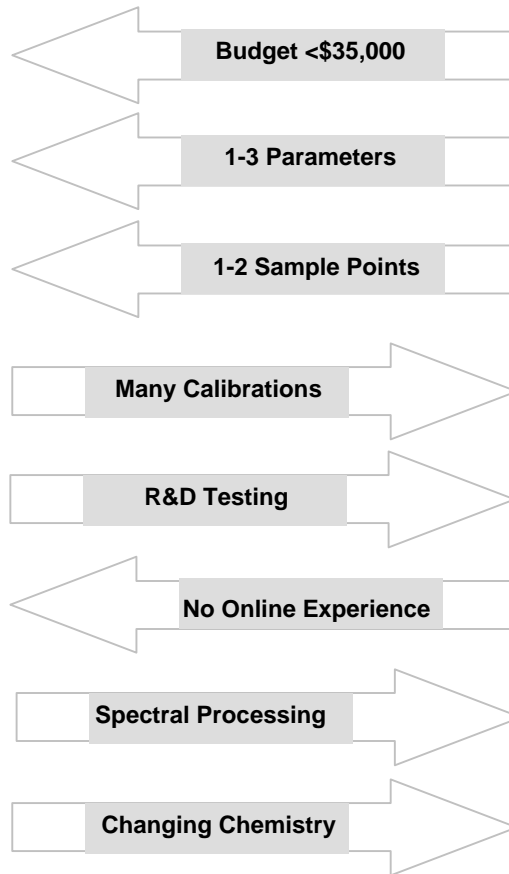 Budget <$35,000
1-3 Parameters
1-2 Sample Points
Many Calibrations
R&D Testing
No Online Experience
Spectral Processing
Changing Chemistry